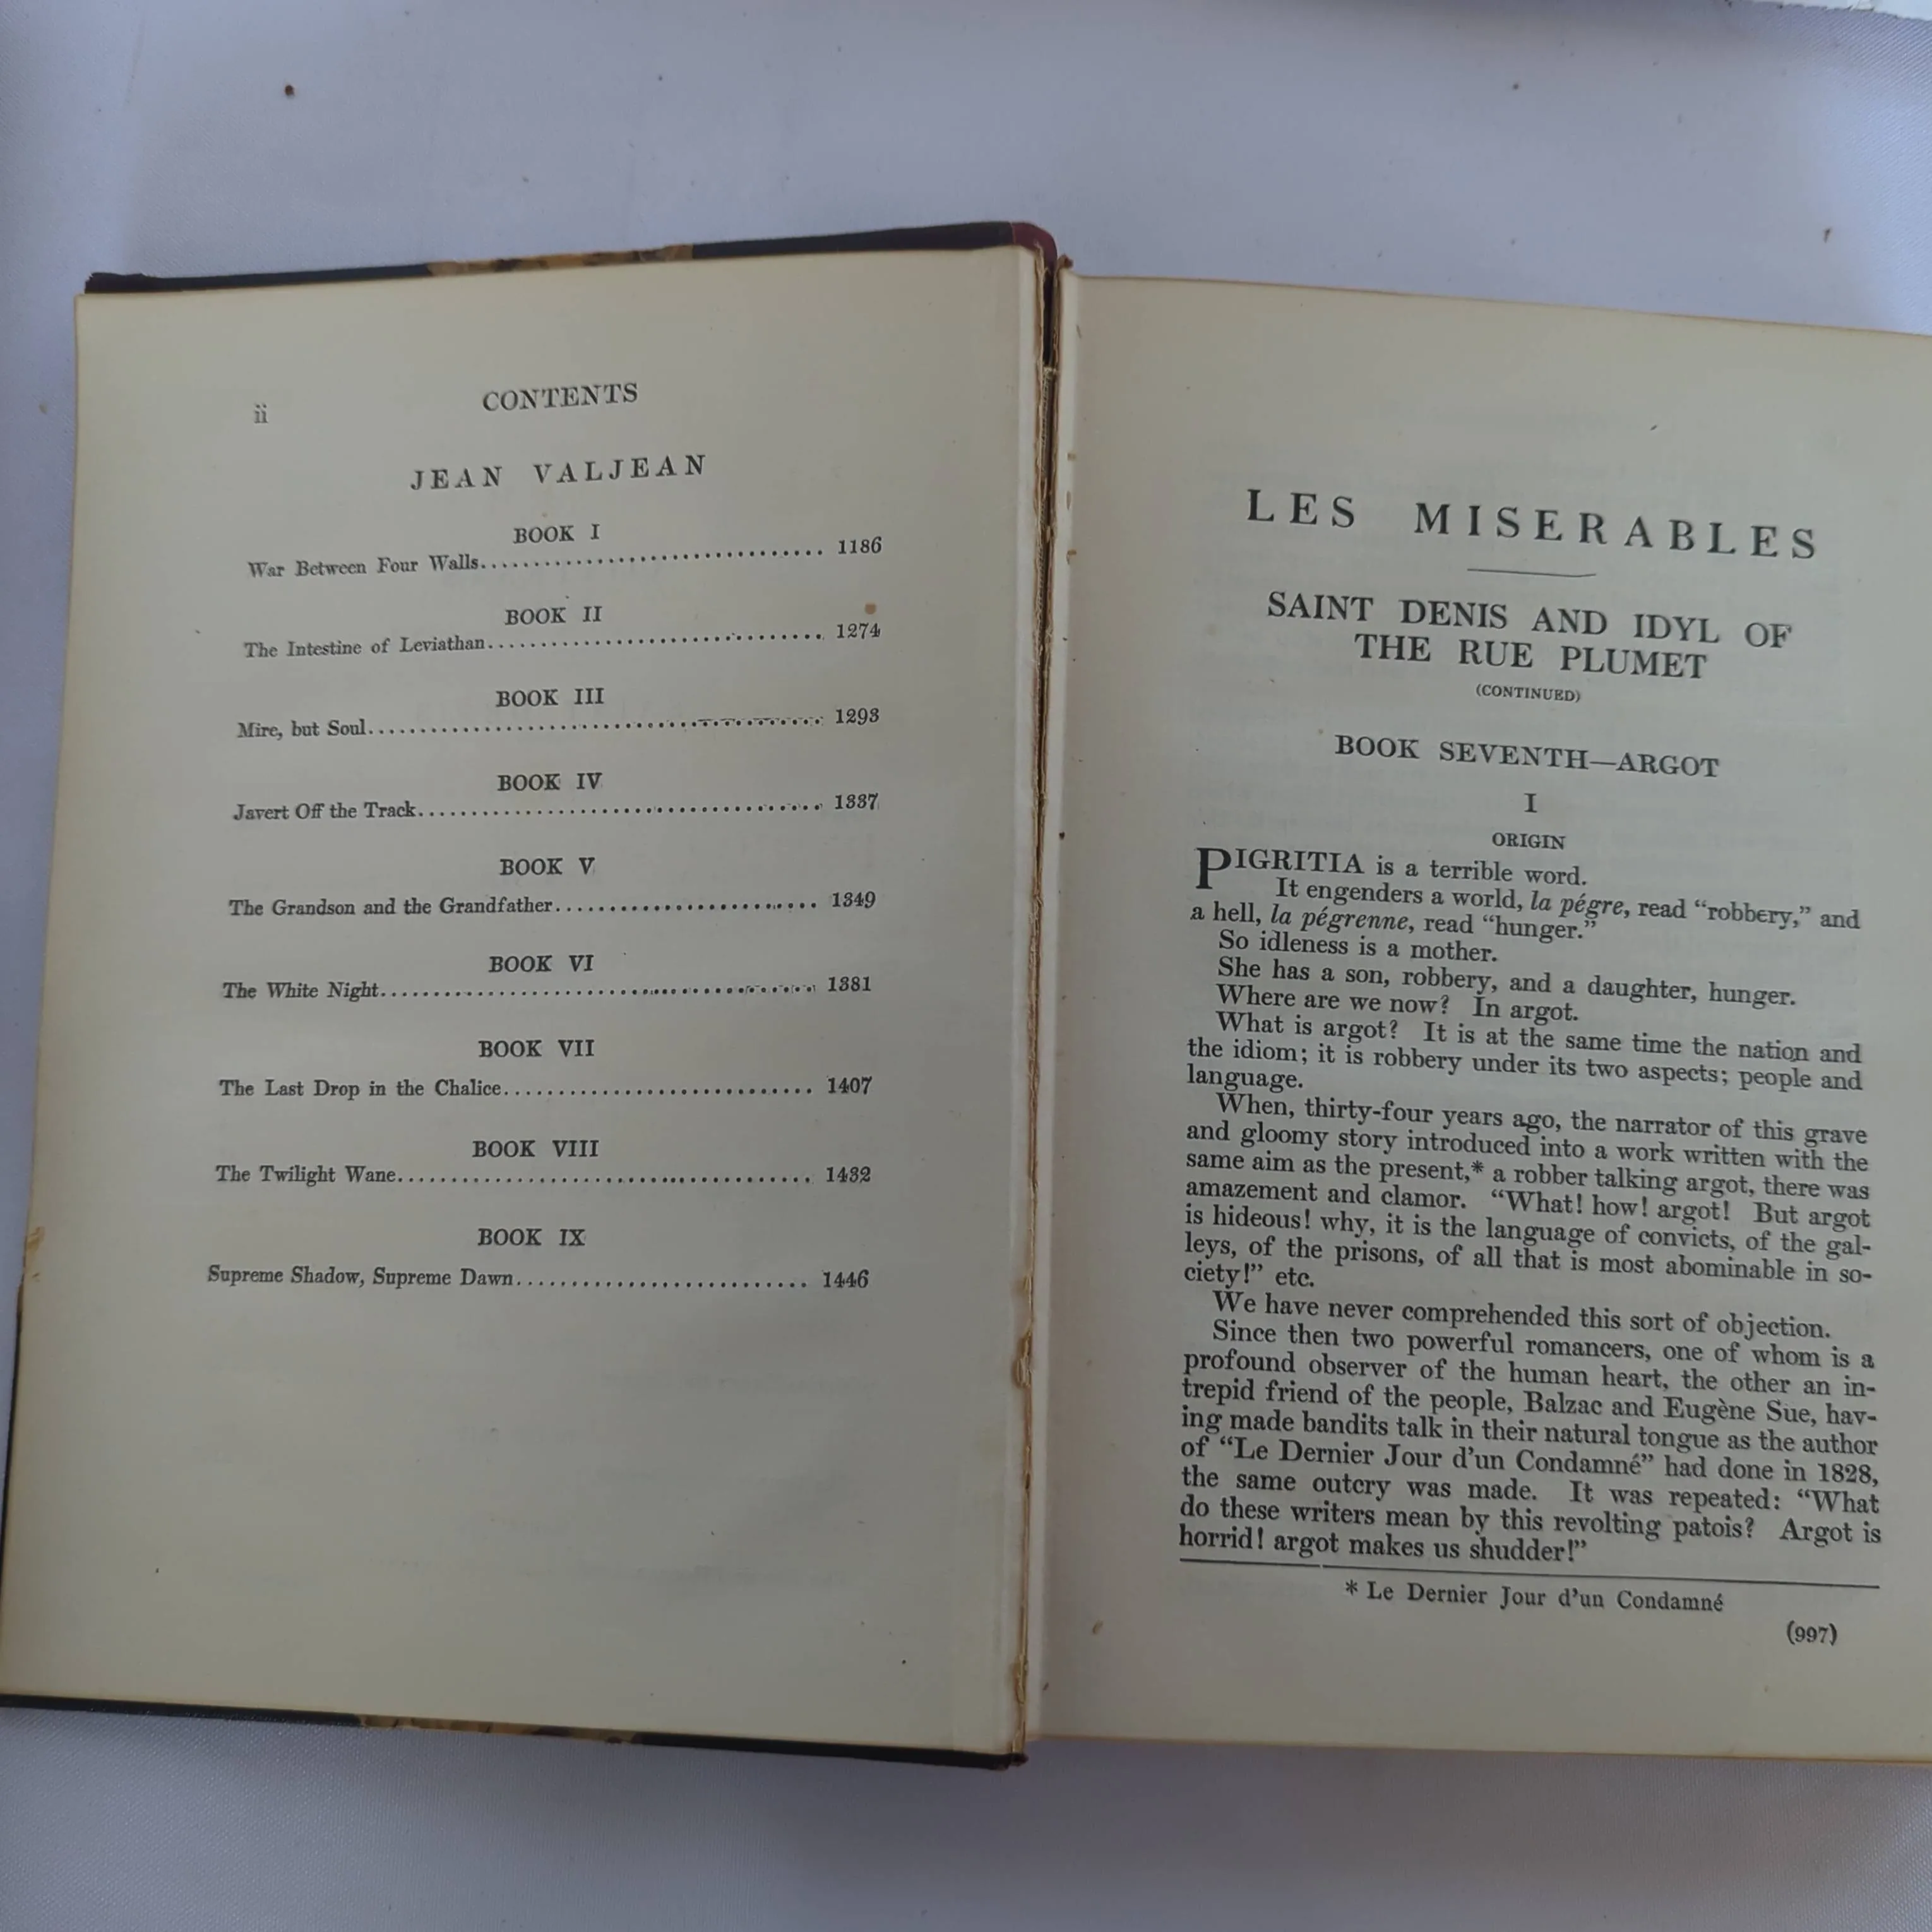 ii CONTENTS
JEAN VALJEAN
BOOK I
War Between Four Walls................................ 1186
BOOK II
The Intestine of Leviathan................................ 1274
BOOK III
Mire, but Soul............................................ 1293
BOOK IV
Javert Off the Track....................................... 1337
BOOK V
The Grandson and the Grandfather......................... 1349
BOOK VI
The White Night.......................................... 1381
BOOK VII
The Last Drop in the Chalice.............................. 1407
BOOK VIII
The Twilight Wane........................................ 1432
BOOK IX
Supreme Shadow, Supreme Dawn............................ 1446
LES MISERABLES
SAINT DENIS AND IDYL OF
THE RUE PLUMET
(CONTINUED)
BOOK SEVENTH—ARGOT
I
ORIGIN
PIGRITIA is a terrible word.
It engenders a world, la pégre, read “robbery,” and
a hell, la pégrenne, read “hunger.”
So idleness is a mother.
She has a son, robbery, and a daughter, hunger.
Where are we now? In argot.
What is argot? It is at the same time the nation and
the idiom; it is robbery under its two aspects; people and
language.
When, thirty-four years ago, the narrator of this grave
and gloomy story introduced into a work written with the
same aim as the present,* a robber talking argot, there was
amazement and clamor. “What! how! argot! But argot
is hideous! why, it is the language of convicts, of the gal-
leys, of the prisons, of all that is most abominable in so-
ciety!” etc.
We have never comprehended this sort of objection.
Since then two powerful romancers, one of whom is a
profound observer of the human heart, the other an in-
trepid friend of the people, Balzac and Eugène Sue, hav-
ing made bandits talk in their natural tongue as the author
of “Le Dernier Jour d’un Condamné” had done in 1828,
the same outcry was made. It was repeated: “What
do these writers mean by this revolting patois? Argot is
horrid! argot makes us shudder!”
* Le Dernier Jour d’un Condamné
(997)